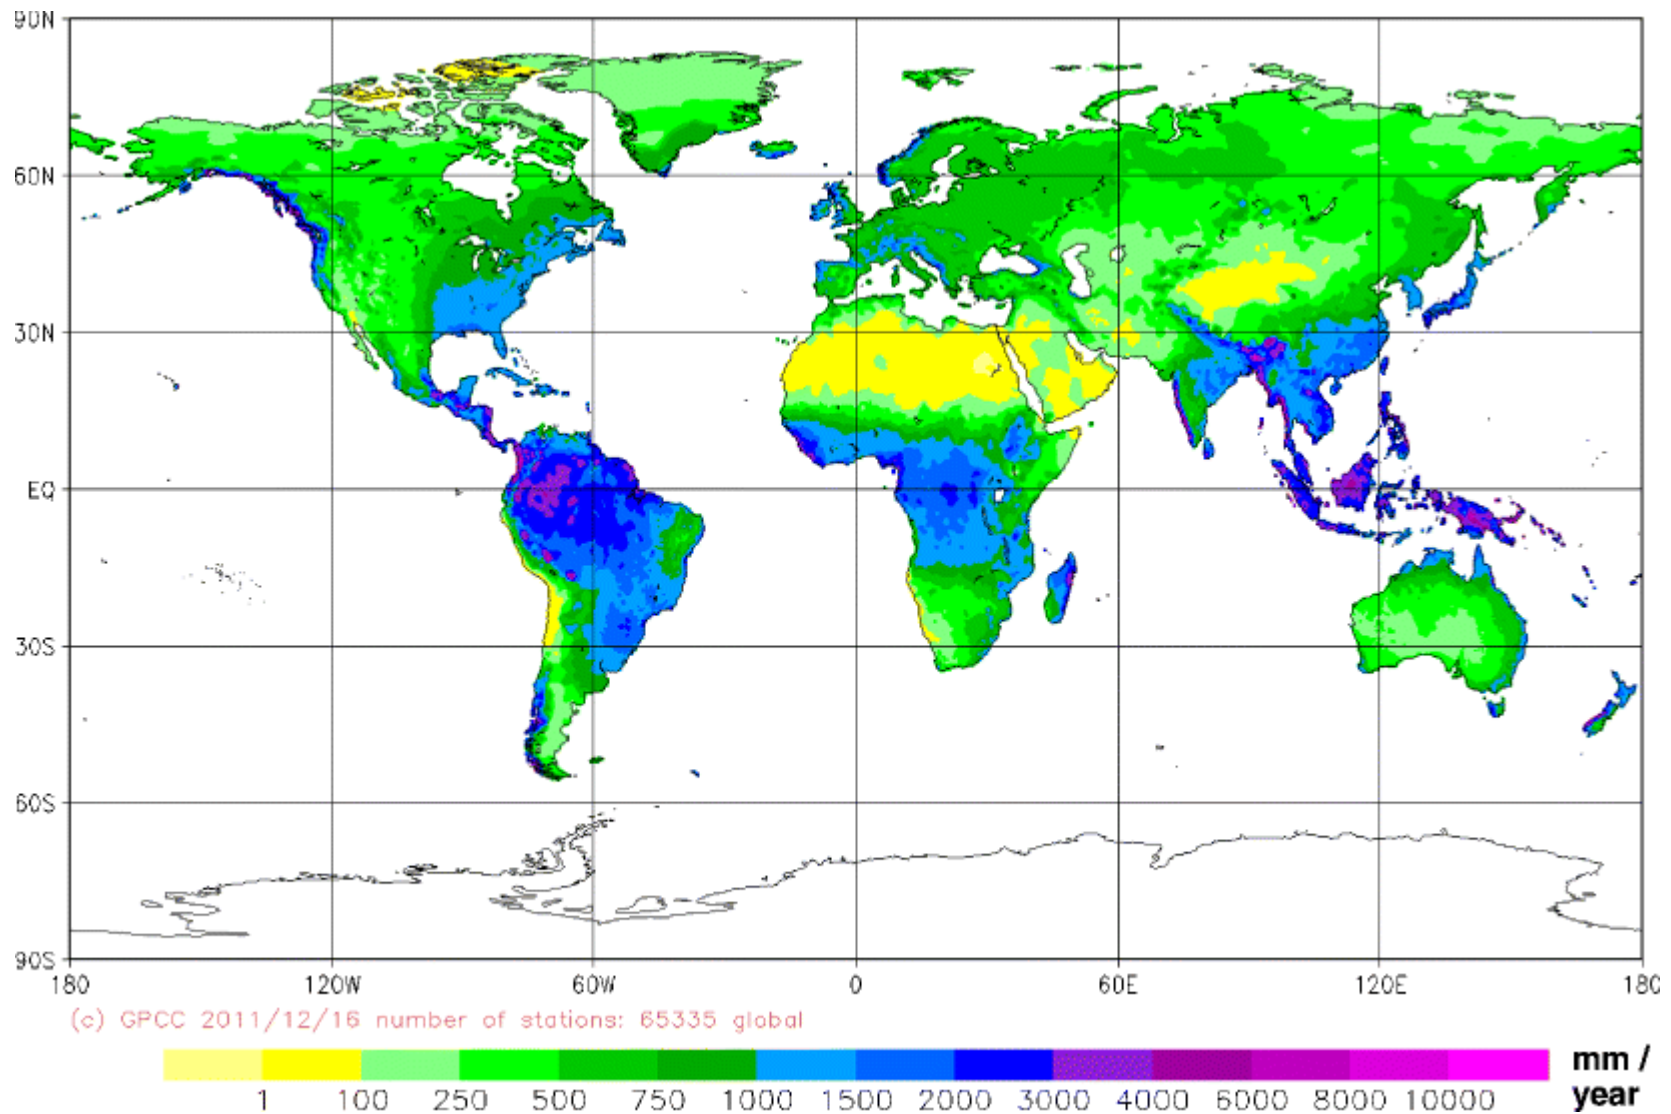 90N
60N
30N
EQ
30S
60S
90S
180 120W 60W 0 60E 120E 180
(c) GPCC 2011/12/16 number of stations: 65335 global
1 100 250 500 750 1000 1500 2000 3000 4000 6000 8000 10000
mm /
year